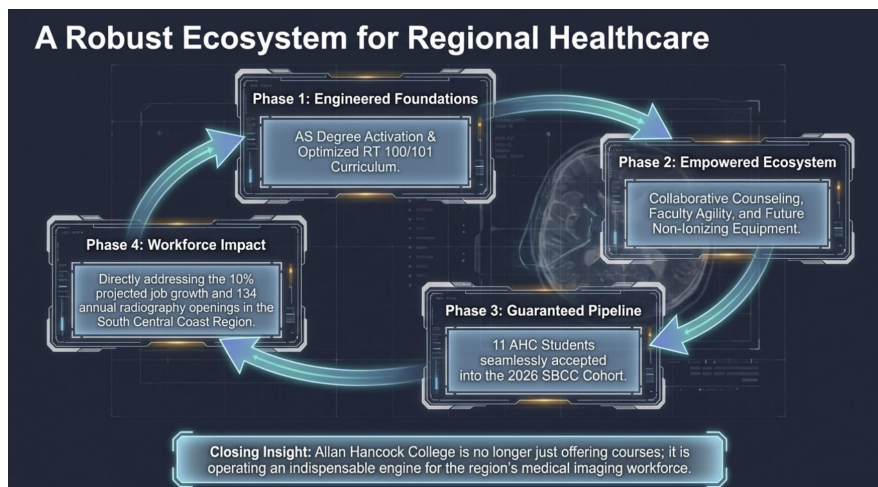 A Robust Ecosystem for Regional Healthcare
Phase 1: Engineered Foundations
AS Degree Activation &
Optimized RT 100/101
Curriculum.
Phase 2: Empowered Ecosystem
Collaborative Counseling,
Faculty Agility, and Future
Non-Ionizing Equipment.
Phase 3: Guaranteed Pipeline
11 AHC Students
seamlessly accepted
into the 2026 SBCC Cohort.
Phase 4: Workforce Impact
Directly addressing the 10%
projected job growth and 134
annual radiography openings in the
South Central Coast Region.
Closing Insight: Allan Hancock College is no longer just offering courses; it is
operating an indispensable engine for the region's medical imaging workforce.